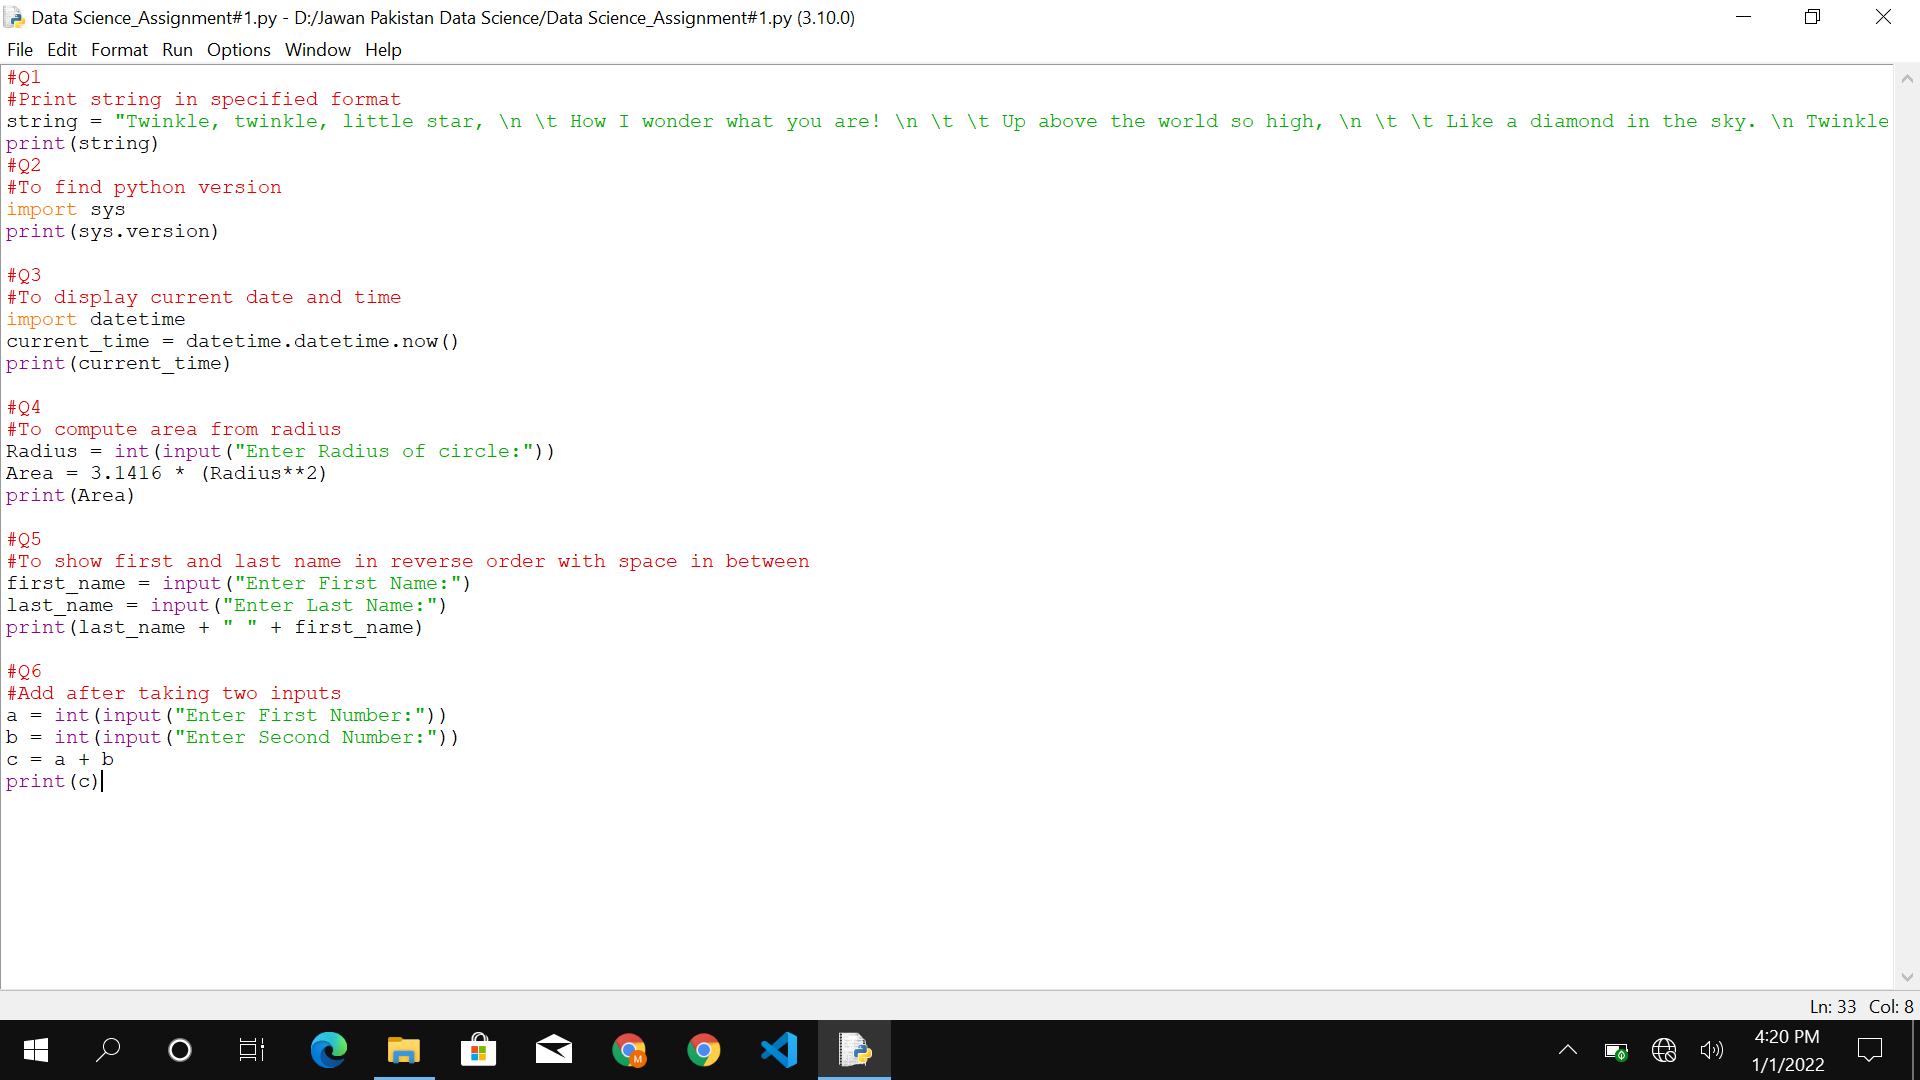 Data Science_Assignment#1.py - D:/Jawan Pakistan Data Science/Data Science_Assignment#1.py (3.10.0)
File Edit Format Run Options Window Help
#Q1
#Print string in specified format
string = "Twinkle, twinkle, little star, \n \t How I wonder what you are! \n \t \t Up above the world so high, \n \t \t Like a diamond in the sky. \n Twinkle
print(string)
#Q2
#To find python version
import sys
print(sys.version)
#Q3
#To display current date and time
import datetime
current_time = datetime.datetime.now()
print(current_time)
#Q4
#To compute area from radius
Radius = int(input("Enter Radius of circle:"))
Area = 3.1416 * (Radius**2)
print(Area)
#Q5
#To show first and last name in reverse order with space in between
first_name = input("Enter First Name:")
last_name = input("Enter Last Name:")
print(last_name + " " + first_name)
#Q6
#Add after taking two inputs
a = int(input("Enter First Number:"))
b = int(input("Enter Second Number:"))
c = a + b
print(c)
Ln: 33 Col: 8
M
4:20 PM
1/1/2022